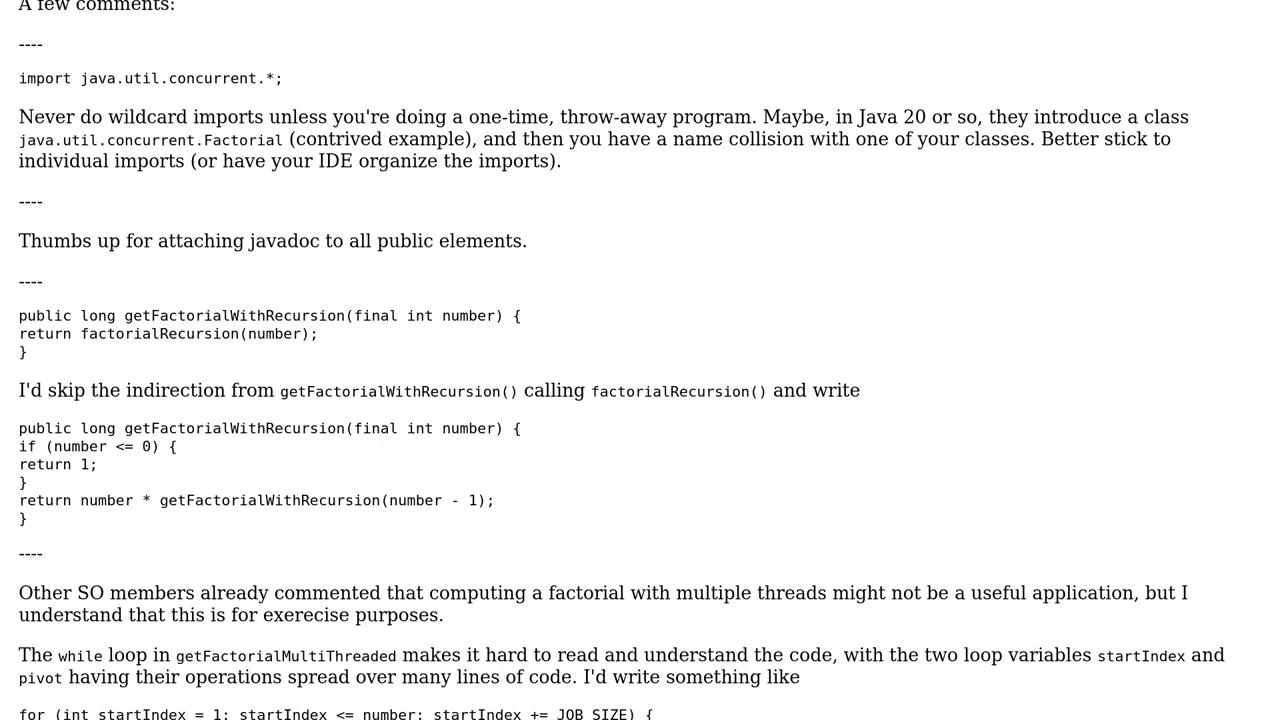 A few comments:
----
import java.util.concurrent.*;
Never do wildcard imports unless you're doing a one-time, throw-away program. Maybe, in Java 20 or so, they introduce a class
java.util.concurrent.Factorial (contrived example), and then you have a name collision with one of your classes. Better stick to
individual imports (or have your IDE organize the imports).
----
Thumbs up for attaching javadoc to all public elements.
----
public long getFactorialWithRecursion(final int number) {
return factorialRecursion(number);
}
I'd skip the indirection from getFactorialWithRecursion() calling factorialRecursion() and write
public long getFactorialWithRecursion(final int number) {
if (number <= 0) {
return 1;
}
return number * getFactorialWithRecursion(number - 1);
}
----
Other SO members already commented that computing a factorial with multiple threads might not be a useful application, but I
understand that this is for exerecise purposes.
The while loop in getFactorialMultiThreaded makes it hard to read and understand the code, with the two loop variables startIndex and
pivot having their operations spread over many lines of code. I'd write something like
for (int startIndex = 1; startIndex <= number; startIndex += JOB_SIZE) {